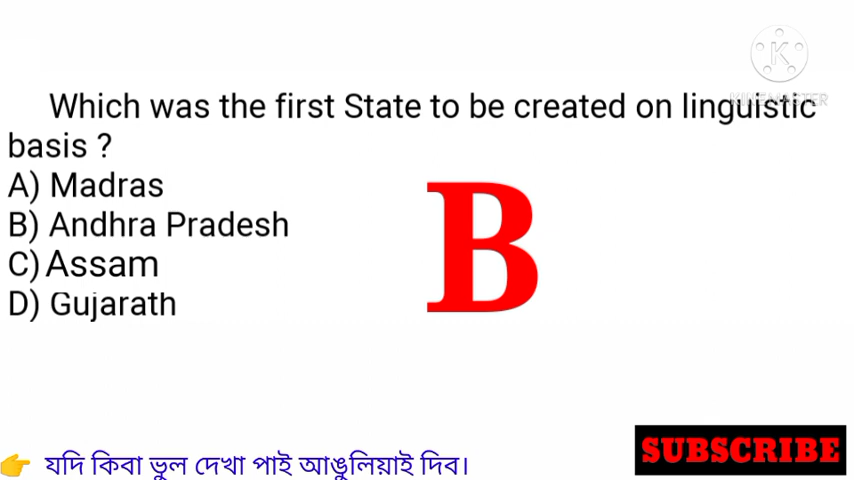 K
KINEMASTER
Which was the first State to be created on linguistic
basis ?
A) Madras
B) Andhra Pradesh
C) Assam
D) Gujarath
B
👉 যদি কিবা ভুল দেখা পাই আঙুলিয়াই দিব।
SUBSCRIBE